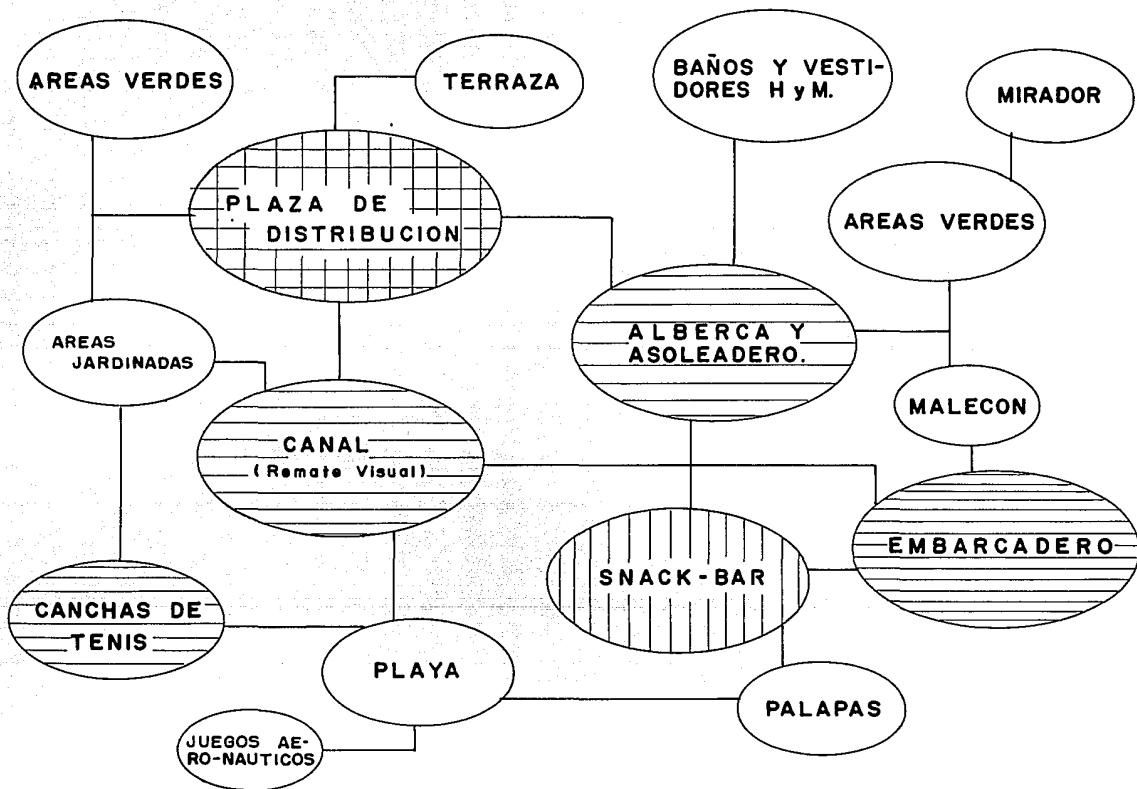 AREAS VERDES
TERRAZA
BAÑOS Y VESTI-
DORES H y M.
MIRADOR
PLAZA DE
DISTRIBUCION
AREAS VERDES
AREAS
JARDINADAS
ALBERCA Y
ASOLEADERO.
MALECON
CANAL
(Remate Visual)
EMBARCADERO
SNACK-BAR
CANCHAS DE
TENIS
PLAYA
PALAPAS
JUEGOS AE-
RO-NAUTICOS